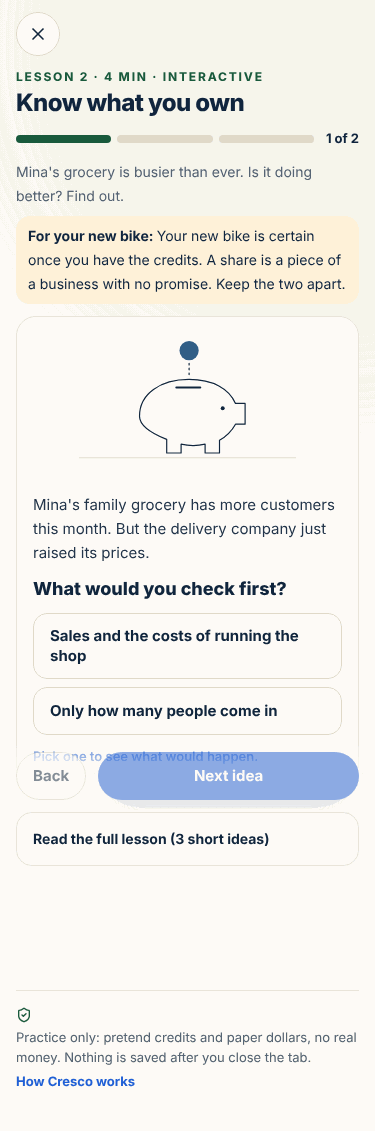 LESSON 2 · 4 MIN · INTERACTIVE
Know what you own
1 of 2
Mina's grocery is busier than ever. Is it doing
better? Find out.
For your new bike: Your new bike is certain
once you have the credits. A share is a piece of
a business with no promise. Keep the two apart.
Mina's family grocery has more customers
this month. But the delivery company just
raised its prices.
What would you check first?
Sales and the costs of running the
shop
Only how many people come in
Pick one to see what would happen.
Back
Next idea
Read the full lesson (3 short ideas)
Practice only: pretend credits and paper dollars, no real
money. Nothing is saved after you close the tab.
How Cresco works